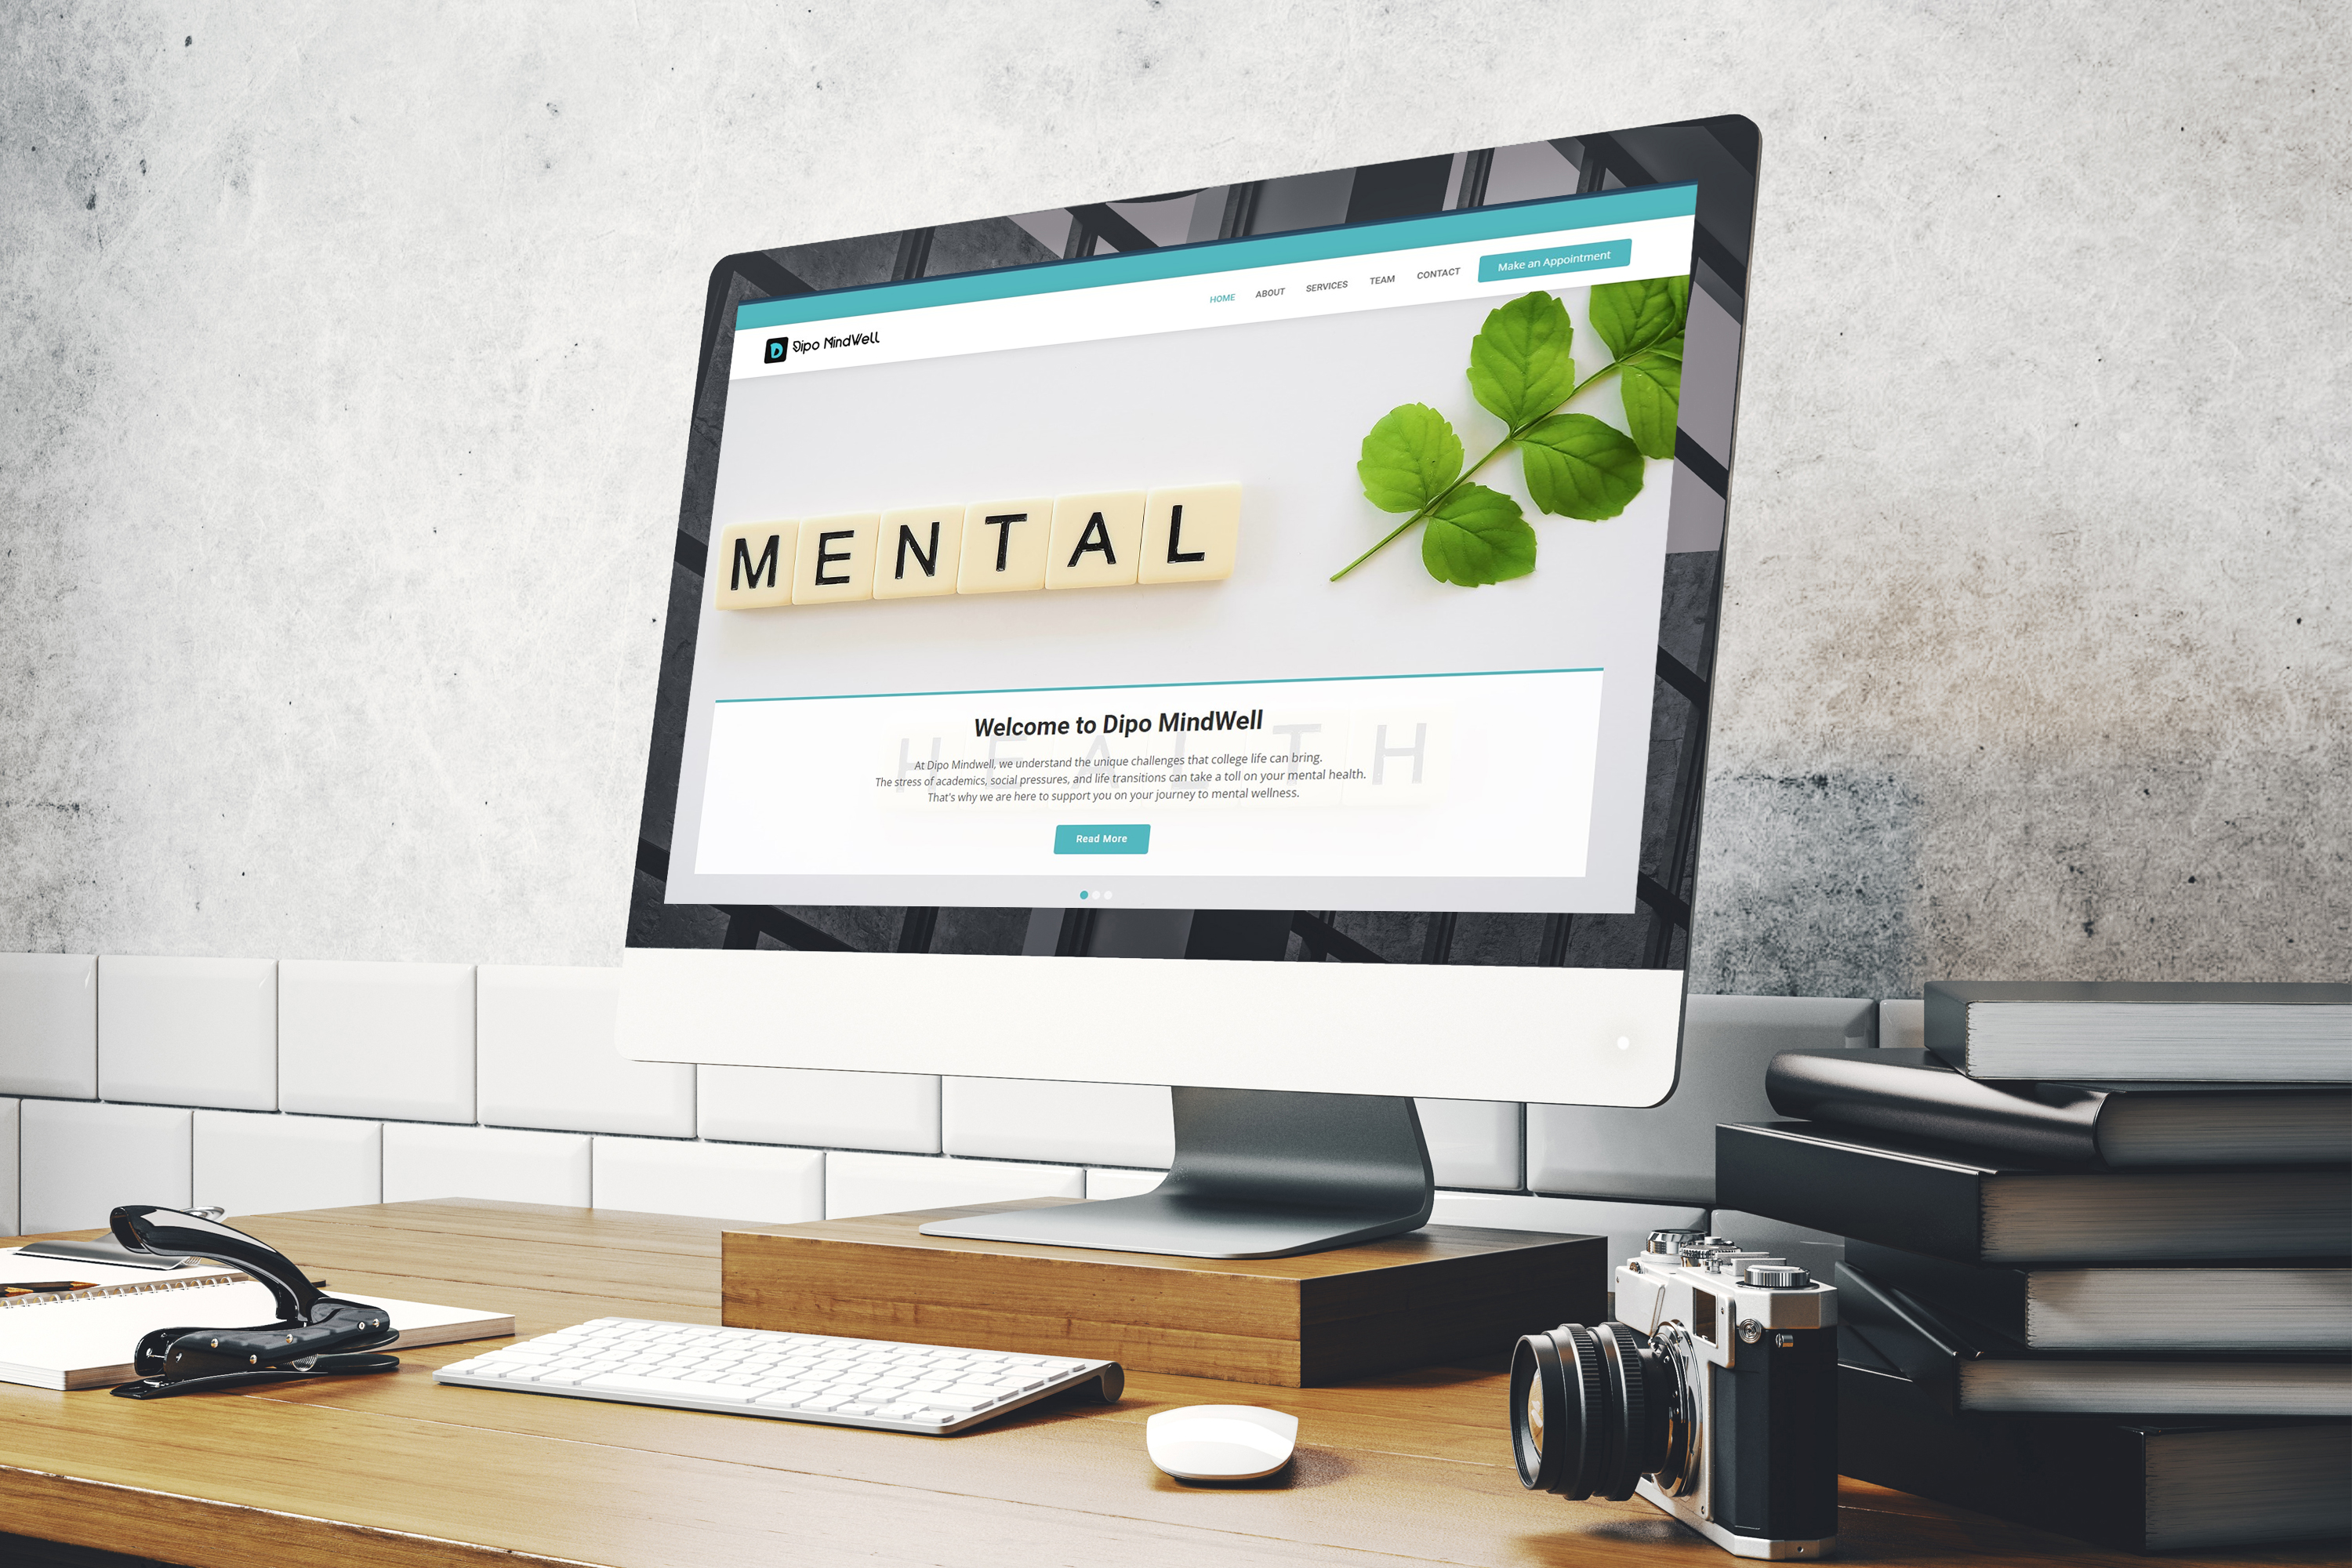 Dipo MindWell
HOME ABOUT SERVICES TEAM CONTACT Make an Appointment
MENTAL
HEALTH
Welcome to Dipo MindWell
At Dipo Mindwell, we understand the unique challenges that college life can bring.
The stress of academics, social pressures, and life transitions can take a toll on your mental health.
That's why we are here to support you on your journey to mental wellness.
Read More